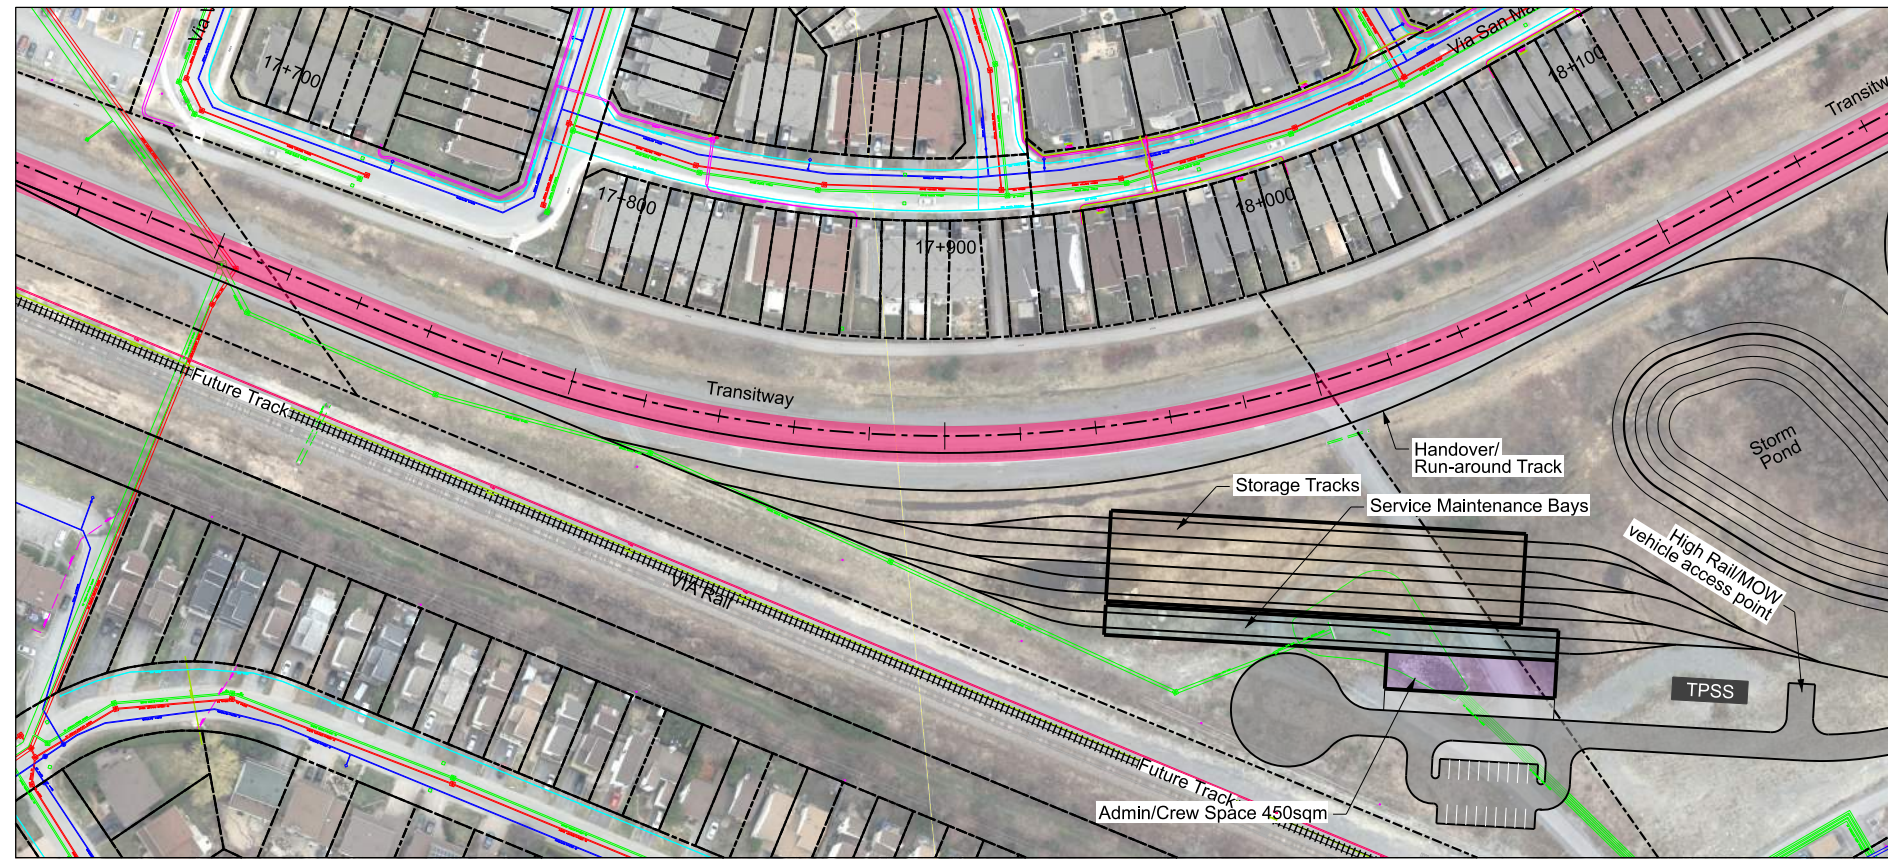 Via
Via San Ma
17+700
18+100
Transitw
17+800
18+000
17+900
Future Track
Transitway
Storm
Pond
Handover/
Run-around Track
Storage Tracks
Service Maintenance Bays
High Rail/MOW
vehicle access point
VIA Rail
TPSS
Future Track
Admin/Crew Space 450sqm